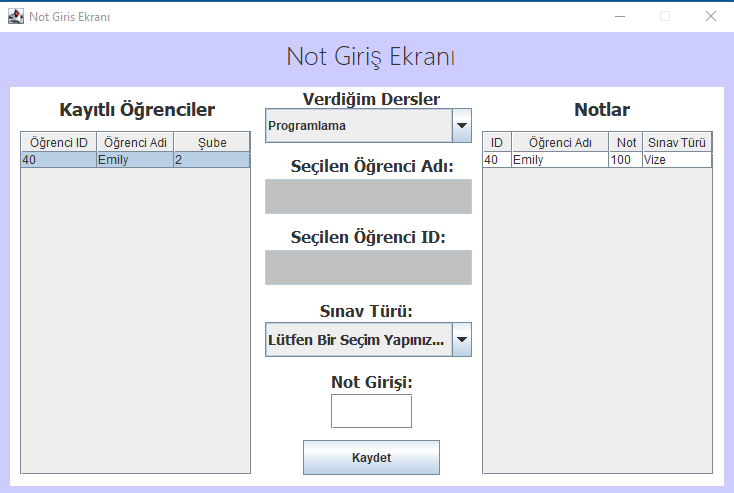 Not Giris Ekranı
Not Giriş Ekranı
Kayıtlı Öğrenciler
Öğrenci ID Öğrenci Adi Şube
40 Emily 2
Verdiğim Dersler
Programlama
Seçilen Öğrenci Adı:
Seçilen Öğrenci ID:
Sınav Türü:
Lütfen Bir Seçim Yapınız...
Not Girişi:
Kaydet
Notlar
ID Öğrenci Adı Not Sınav Türü
40 Emily 100 Vize